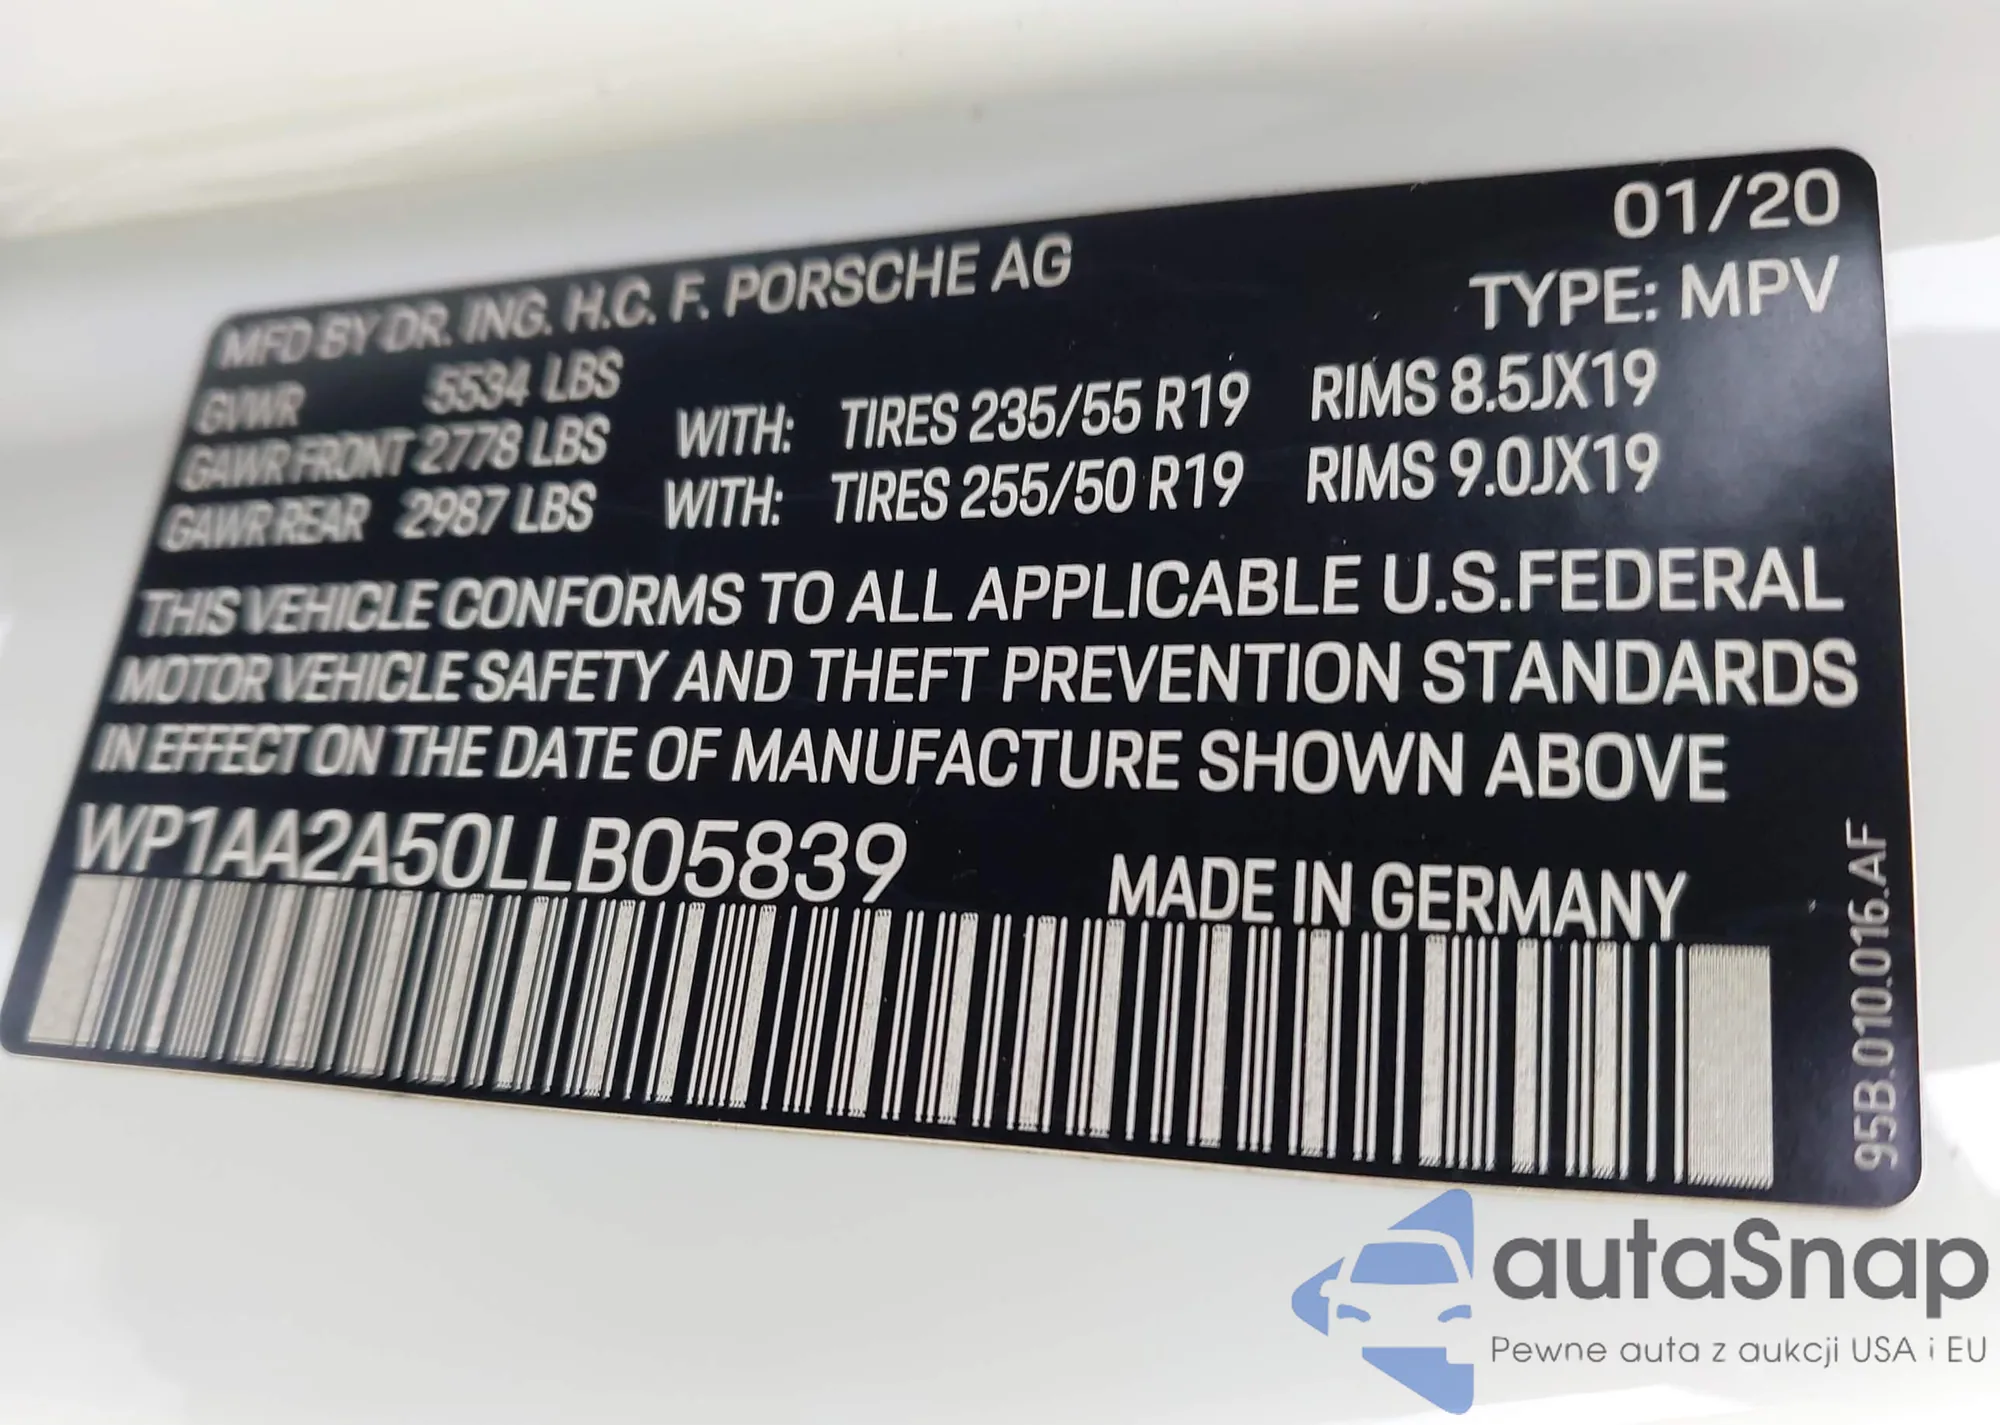 01/20
MFD BY DR. ING. H.C. F. PORSCHE AG
TYPE: MPV
GVWR 5534 LBS
GAWR FRONT 2778 LBS WITH: TIRES 235/55 R19 RIMS 8.5JX19
GAWR REAR 2987 LBS WITH: TIRES 255/50 R19 RIMS 9.0JX19
THIS VEHICLE CONFORMS TO ALL APPLICABLE U.S.FEDERAL
MOTOR VEHICLE SAFETY AND THEFT PREVENTION STANDARDS
IN EFFECT ON THE DATE OF MANUFACTURE SHOWN ABOVE
WP1AA2A50LLB05839
MADE IN GERMANY
95B.010.016.AF
autaSnap
Pewne auta z aukcji USA i EU